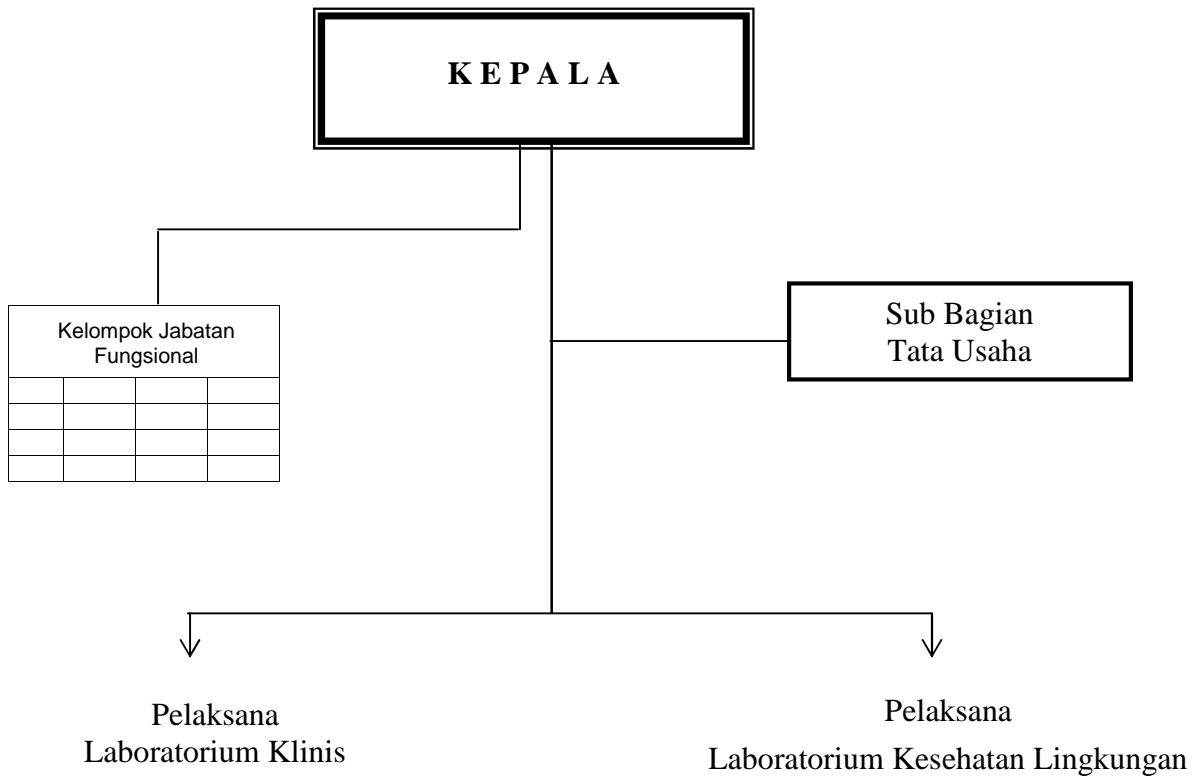 K E P A L A
Kelompok Jabatan
Fungsional
Sub Bagian
Tata Usaha
Pelaksana
Laboratorium Klinis
Pelaksana
Laboratorium Kesehatan Lingkungan